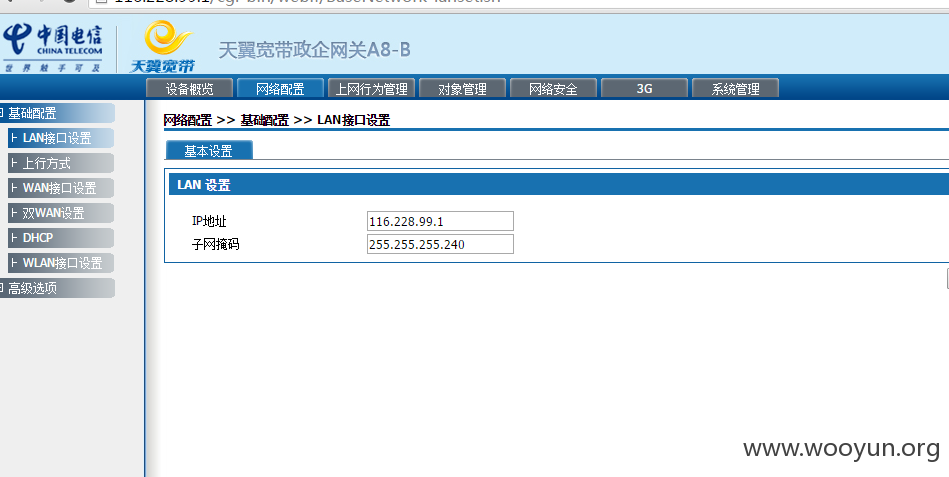 中国电信
CHINA TELECOM
世界触手可及
天翼宽带
天翼宽带政企网关A8-B
设备概览 网络配置 上网行为管理 对象管理 网络安全 3G 系统管理
基础配置
LAN接口设置
上行方式
WAN接口设置
双WAN设置
DHCP
WLAN接口设置
高级选项
网络配置 >> 基础配置 >> LAN接口设置
基本设置
LAN 设置
IP地址 116.228.99.1
子网掩码 255.255.255.240
www.wooyun.org